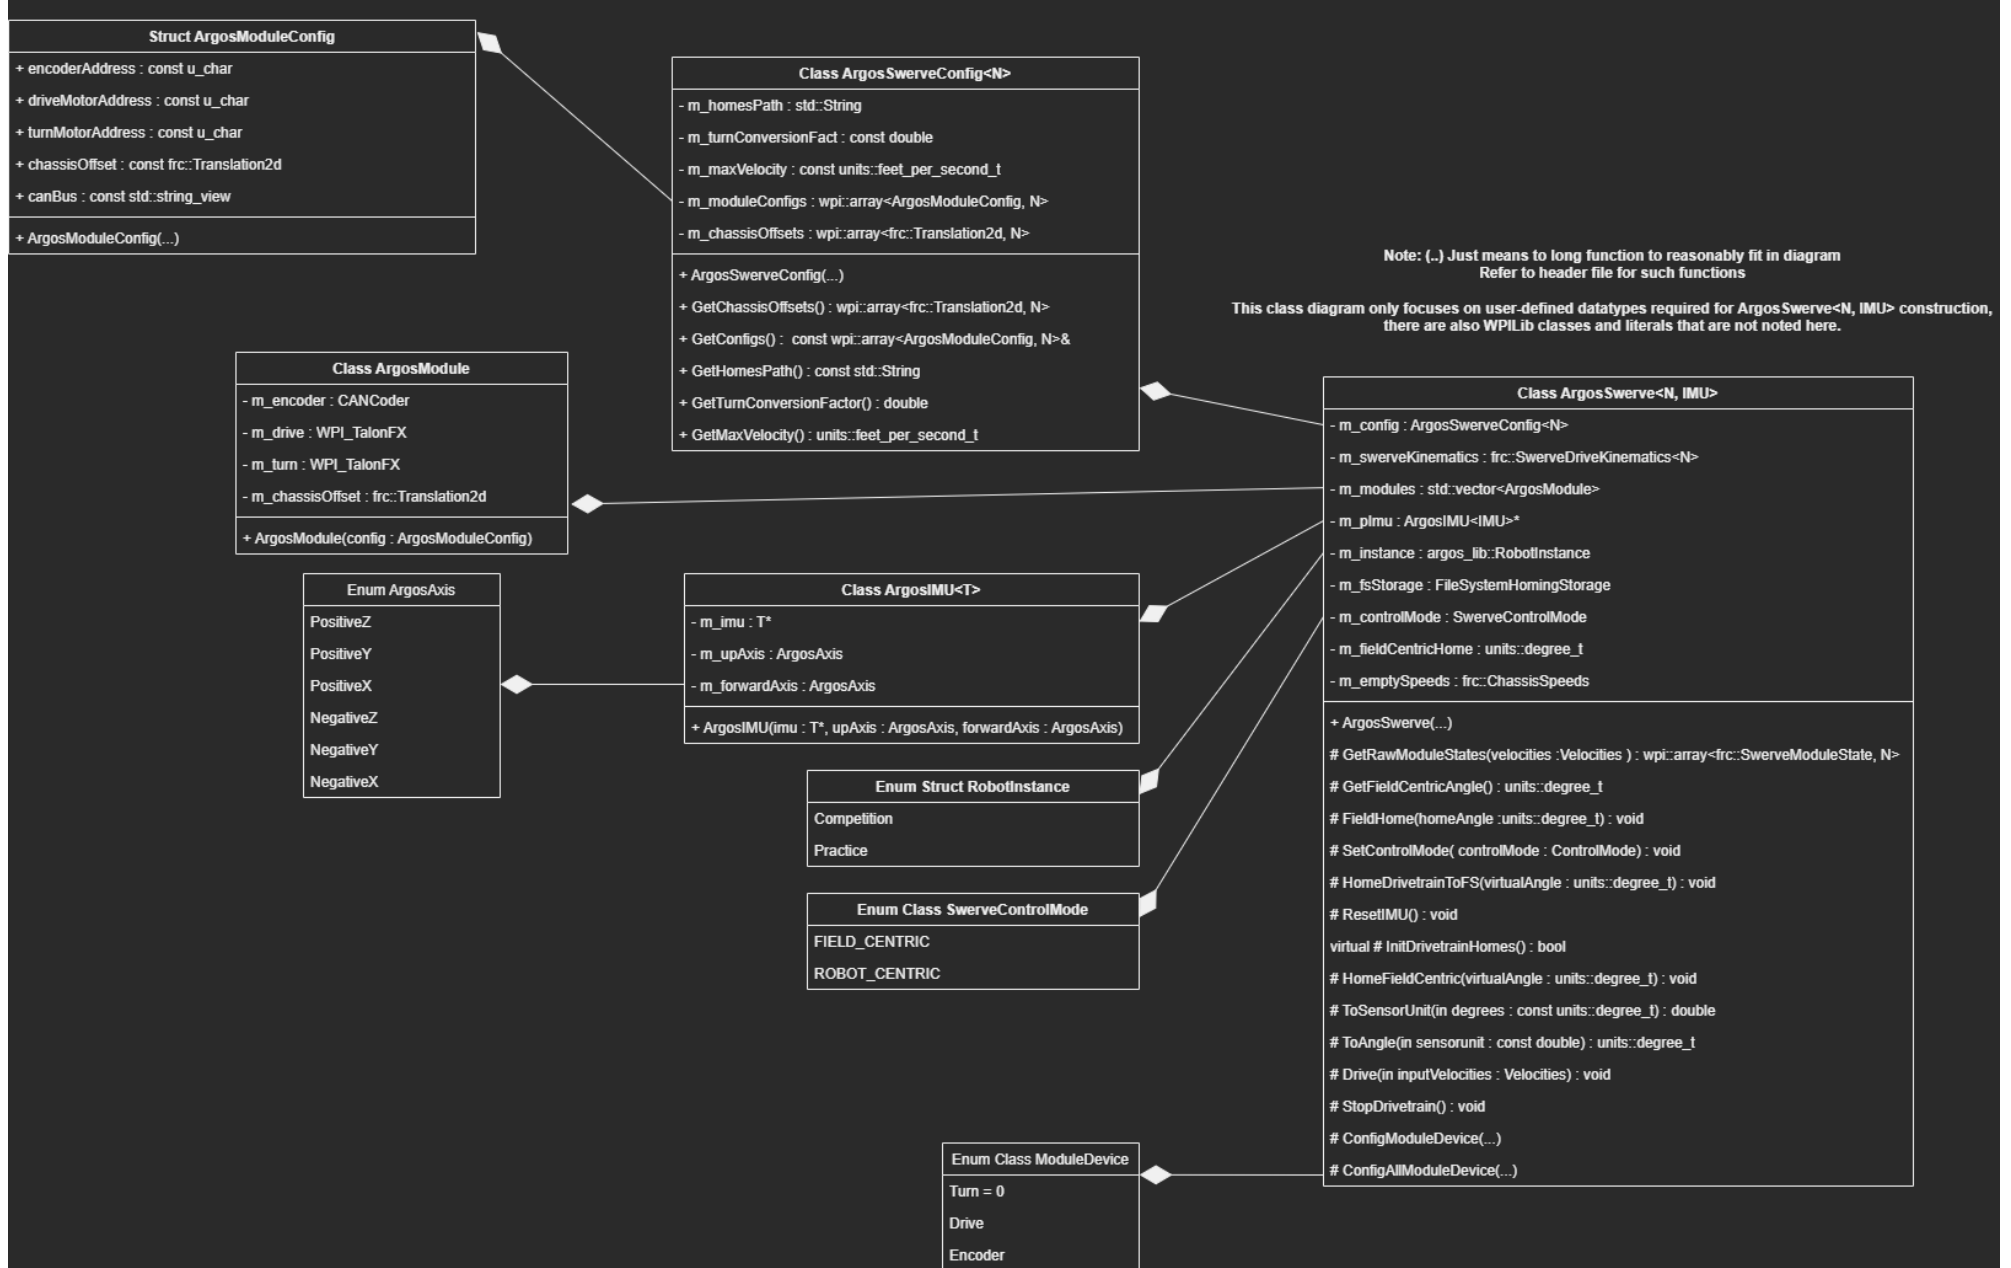 Struct ArgosModuleConfig
+ encoderAddress : const u_char
+ driveMotorAddress : const u_char
+ turnMotorAddress : const u_char
+ chassisOffset : const frc::Translation2d
+ canBus : const std::string_view
+ ArgosModuleConfig(...)
Class ArgosSwerveConfig<N>
- m_homesPath : std::String
- m_turnConversionFact : const double
- m_maxVelocity : const units::feet_per_second_t
- m_moduleConfigs : wpi::array<ArgosModuleConfig, N>
- m_chassisOffsets : wpi::array<frc::Translation2d, N>
+ ArgosSwerveConfig(...)
+ GetChassisOffsets() : wpi::array<frc::Translation2d, N>
+ GetConfigs() :  const wpi::array<ArgosModuleConfig, N>&
+ GetHomesPath() : const std::String
+ GetTurnConversionFactor() : double
+ GetMaxVelocity() : units::feet_per_second_t
Note: (..) Just means to long function to reasonably fit in diagram
Refer to header file for such functions
This class diagram only focuses on user-defined datatypes required for ArgosSwerve<N, IMU> construction,
there are also WPILib classes and literals that are not noted here.
Class ArgosModule
- m_encoder : CANCoder
- m_drive : WPI_TalonFX
- m_turn : WPI_TalonFX
- m_chassisOffset : frc::Translation2d
+ ArgosModule(config : ArgosModuleConfig)
Enum ArgosAxis
PositiveZ
PositiveY
PositiveX
NegativeZ
NegativeY
NegativeX
Class ArgosIMU<T>
- m_imu : T*
- m_upAxis : ArgosAxis
- m_forwardAxis : ArgosAxis
+ ArgosIMU(imu : T*, upAxis : ArgosAxis, forwardAxis : ArgosAxis)
Enum Struct RobotInstance
Competition
Practice
Enum Class SwerveControlMode
FIELD_CENTRIC
ROBOT_CENTRIC
Class ArgosSwerve<N, IMU>
- m_config : ArgosSwerveConfig<N>
- m_swerveKinematics : frc::SwerveDriveKinematics<N>
- m_modules : std::vector<ArgosModule>
- m_pImu : ArgosIMU<IMU>*
- m_instance : argos_lib::RobotInstance
- m_fsStorage : FileSystemHomingStorage
- m_controlMode : SwerveControlMode
- m_fieldCentricHome : units::degree_t
- m_emptySpeeds : frc::ChassisSpeeds
+ ArgosSwerve(...)
# GetRawModuleStates(velocities :Velocities ) : wpi::array<frc::SwerveModuleState, N>
# GetFieldCentricAngle() : units::degree_t
# FieldHome(homeAngle :units::degree_t) : void
# SetControlMode( controlMode : ControlMode) : void
# HomeDrivetrainToFS(virtualAngle : units::degree_t) : void
# ResetIMU() : void
virtual # InitDrivetrainHomes() : bool
# HomeFieldCentric(virtualAngle : units::degree_t) : void
# ToSensorUnit(in degrees : const units::degree_t) : double
# ToAngle(in sensorunit : const double) : units::degree_t
# Drive(in inputVelocities : Velocities) : void
# StopDrivetrain() : void
# ConfigModuleDevice(...)
# ConfigAllModuleDevice(...)
Enum Class ModuleDevice
Turn = 0
Drive
Encoder